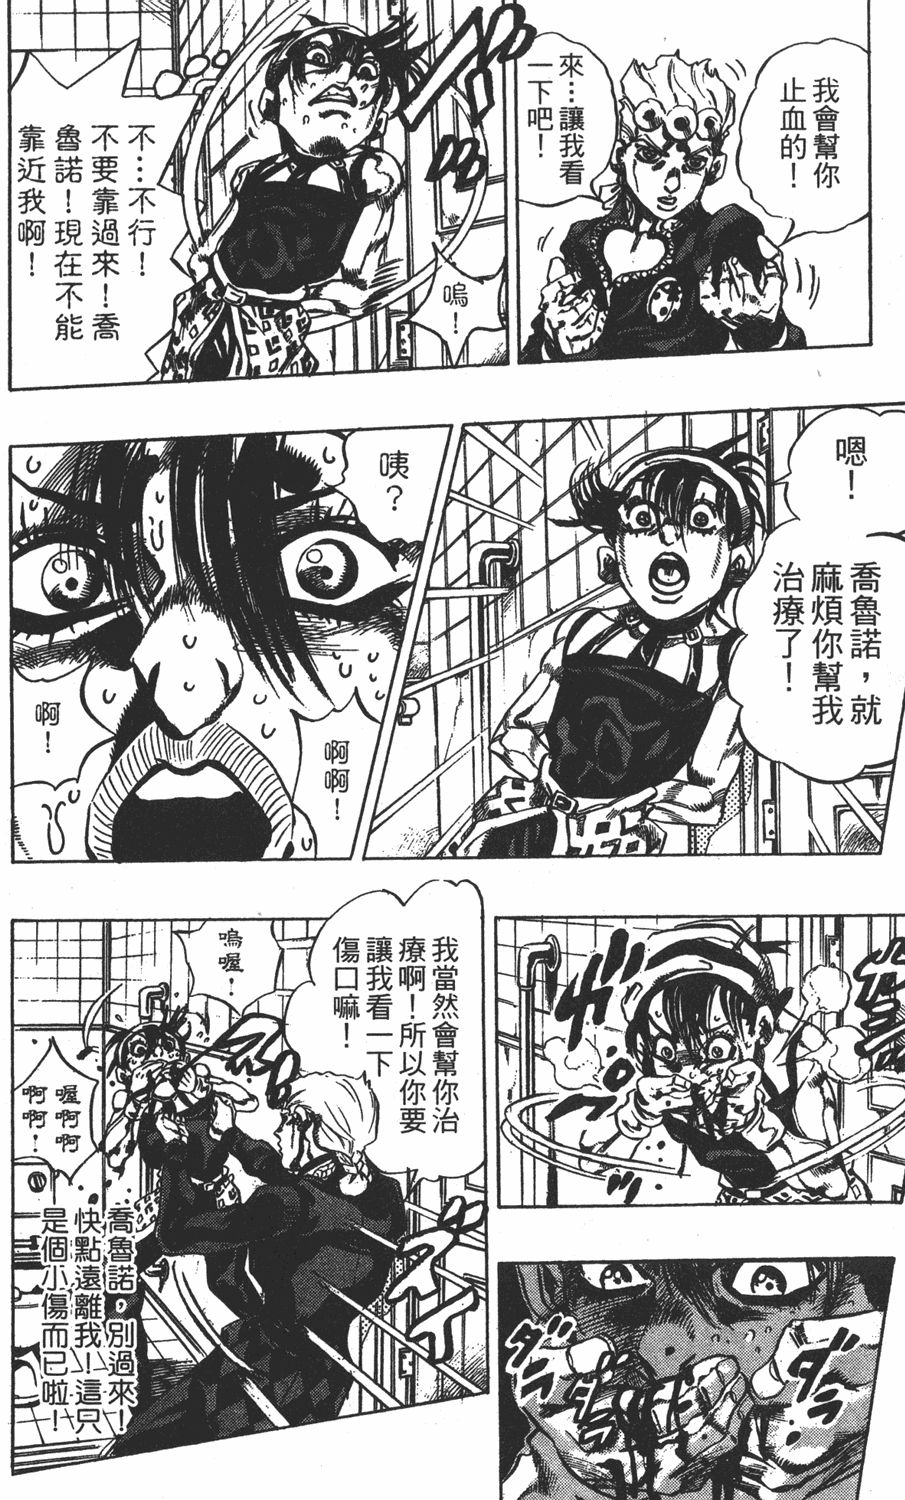 我會幫你
止血的！
來…讓我看
一下吧！
嗚！
不…不行！
不要靠過來！喬
魯諾！現在不能
靠近我啊！
嗯！
喬魯諾，就
麻煩你幫我
治療了！
咦？
啊啊！
啊！
我當然會幫你治
療啊！所以你要
讓我看一下
傷口嘛！
嗚喔！
喔啊啊
啊啊！
喬魯諾，別過來！
快點遠離我！這只
是個小傷而已啦！
ダ
ダ
ダ
ダ